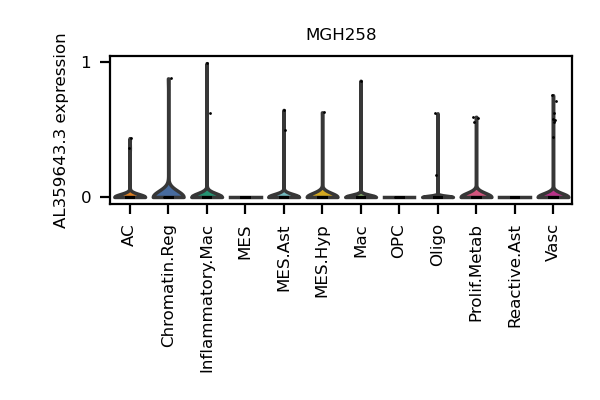 MGH258
AL359643.3 expression
1
0
AC
Chromatin.Reg
Inflammatory.Mac
MES
MES.Ast
MES.Hyp
Mac
OPC
Oligo
Prolif.Metab
Reactive.Ast
Vasc